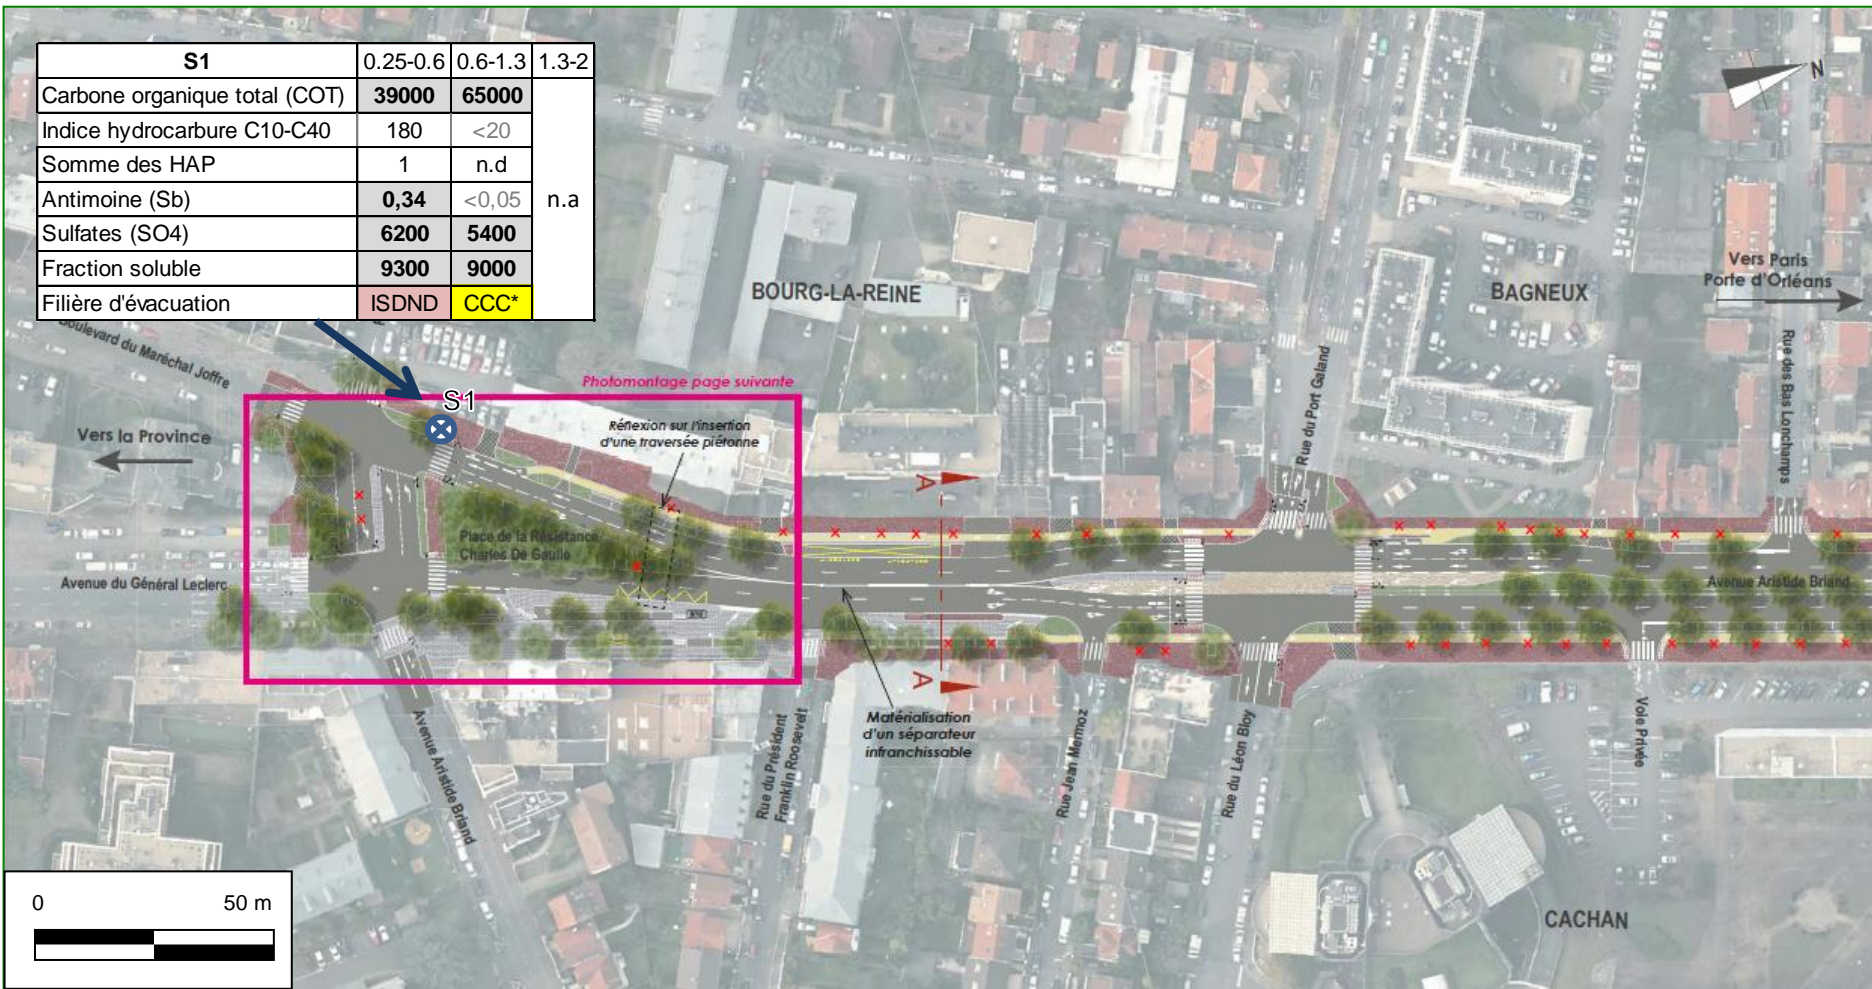 S1 0.25-0.6 0.6-1.3 1.3-2
Carbone organique total (COT) 39000 65000
Indice hydrocarbure C10-C40 180 <20
Somme des HAP 1 n.d
Antimoine (Sb) 0,34 <0,05 n.a
Sulfates (SO4) 6200 5400
Fraction soluble 9300 9000
Filière d'évacuation ISDND CCC*
N
Vers Paris
Porte d'Orléans
BOURG-LA-REINE
BAGNEUX
Boulevard du Maréchal Joffre
Photomontage page suivante
S1
Réflexion sur l'insertion
d'une traversée piétonne
Vers la Province
Rue du Port Galand
Rue des Bas Lonchamps
A
Place de la Résistance
Charles De Gaulle
Avenue du Général Leclerc
Avenue Aristide Briand
A
Matérialisation
d'un séparateur
infranchissable
Avenue Aristide Briand
Rue du Président
Franklin Roosevelt
Rue Jean Mermoz
Rue du Léon Bloy
Voie Privée
CACHAN
0 50 m